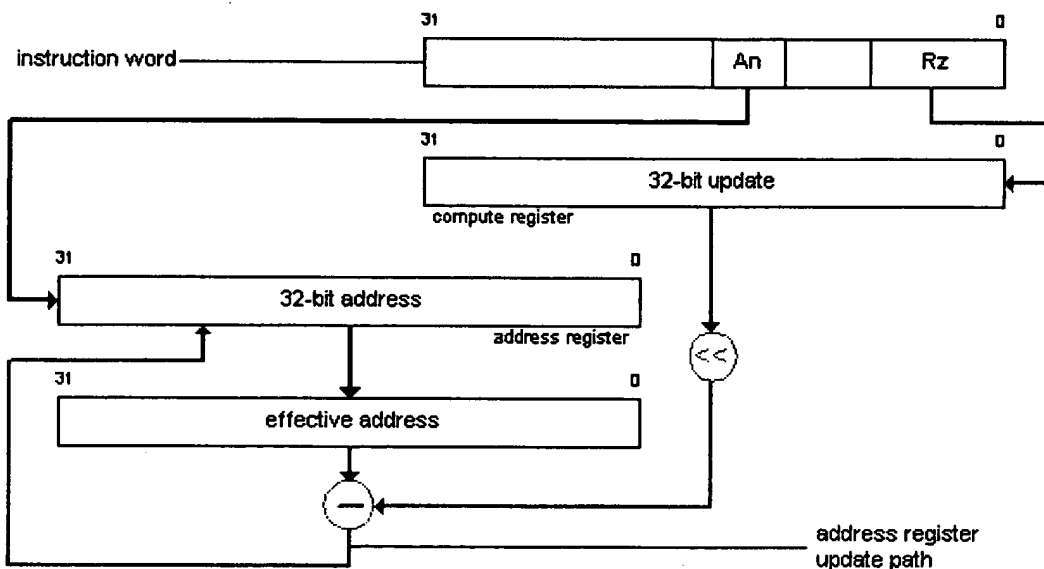 31 0
instruction word An Rz
31 0
32-bit update
compute register
31 0
32-bit address
address register
<<
31 0
effective address
—
address register
update path